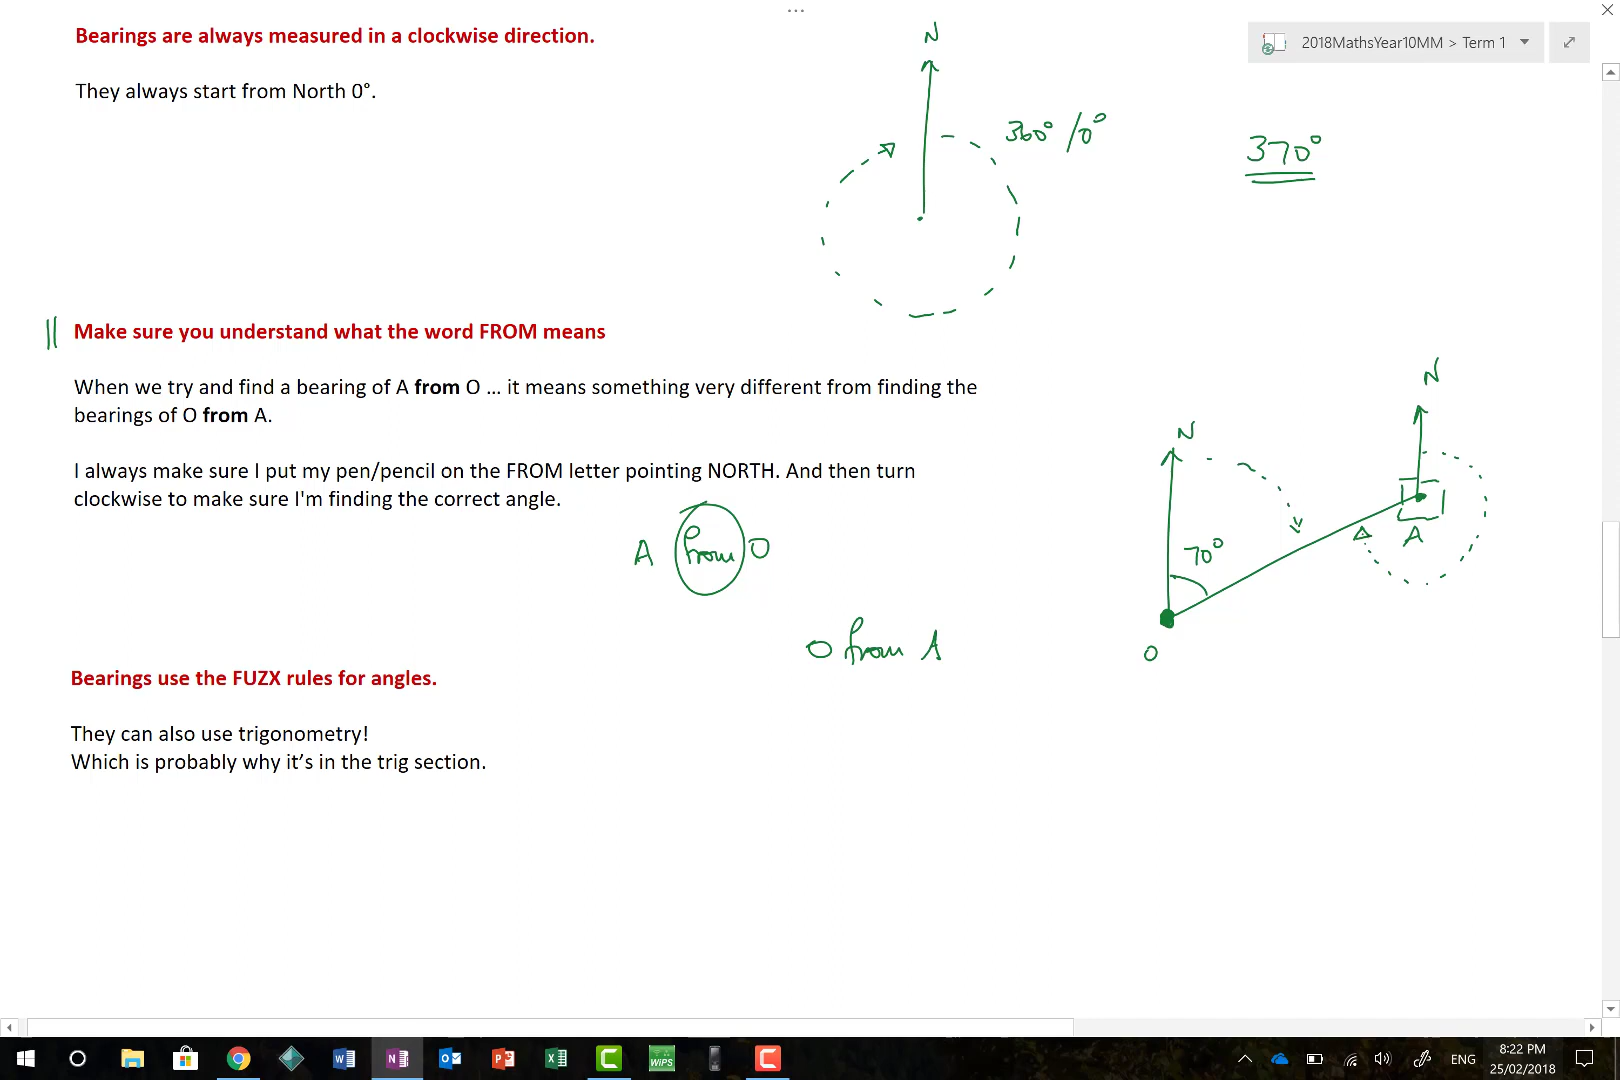 Bearings are always measured in a clockwise direction.
N
2018MathsYear10MM > Term 1
They always start from North 0°.
360° / 0°
370°
Make sure you understand what the word FROM means
When we try and find a bearing of A from O ... it means something very different from finding the
bearings of O from A.
N
N
I always make sure I put my pen/pencil on the FROM letter pointing NORTH. And then turn
clockwise to make sure I'm finding the correct angle.
A from O
70°
A
O from A
O
Bearings use the FUZX rules for angles.
They can also use trigonometry!
Which is probably why it's in the trig section.
WiPS
ENG
8:22 PM
25/02/2018